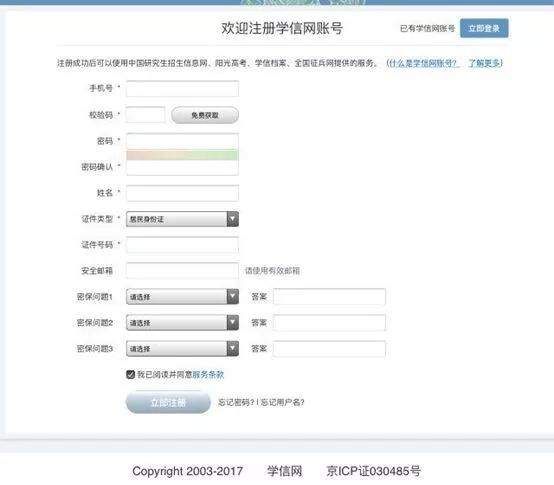 欢迎注册学信网账号 已有学信网账号 立即登录
注册成功后可以使用中国研究生招生信息网、阳光高考、学信档案、全国征兵网提供的服务。（什么是学信网账号？ 了解更多）
手机号 *
校验码 * 免费获取
密码 *
密码确认 *
姓名 *
证件类型 * 居民身份证
证件号码 *
安全邮箱 请使用有效邮箱
密保问题1 请选择 答案
密保问题2 请选择 答案
密保问题3 请选择 答案
我已阅读并同意服务条款
立即注册 忘记密码? | 忘记用户名?
Copyright 2003-2017 学信网 京ICP证030485号